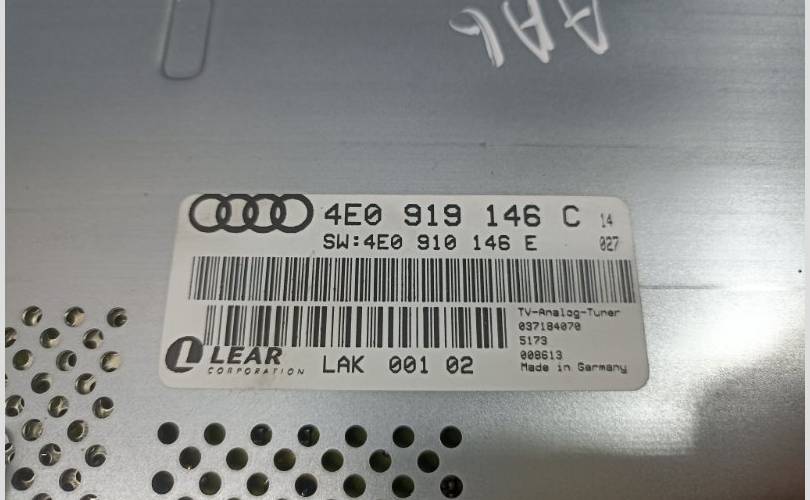 AA6
4E0 919 146 C 14
SW:4E0 910 146 E 027
TV-Analog-Tuner
037184070
5173
008613
Made in Germany
LEAR
CORPORATION
LAK 001 02